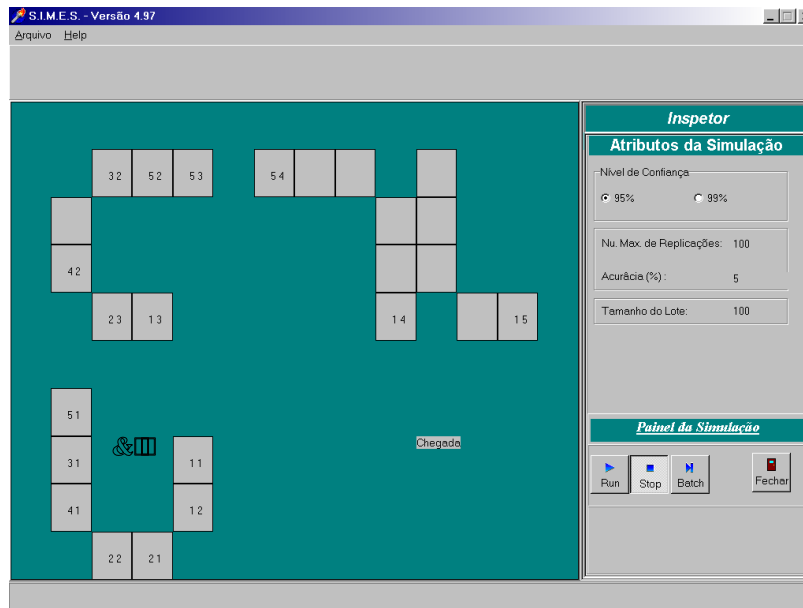 S.I.M.E.S. - Versão 4.97
Arquivo Help
32 52 53 54
42
23 13 14 15
51
31 11
41 12
22 21
Chegada
Inspetor
Atributos da Simulação
Nível de Confiança
95% 99%
Nu. Max. de Replicações: 100
Acurâcia (%) : 5
Tamanho do Lote: 100
Painel da Simulação
Run Stop Batch Fechar